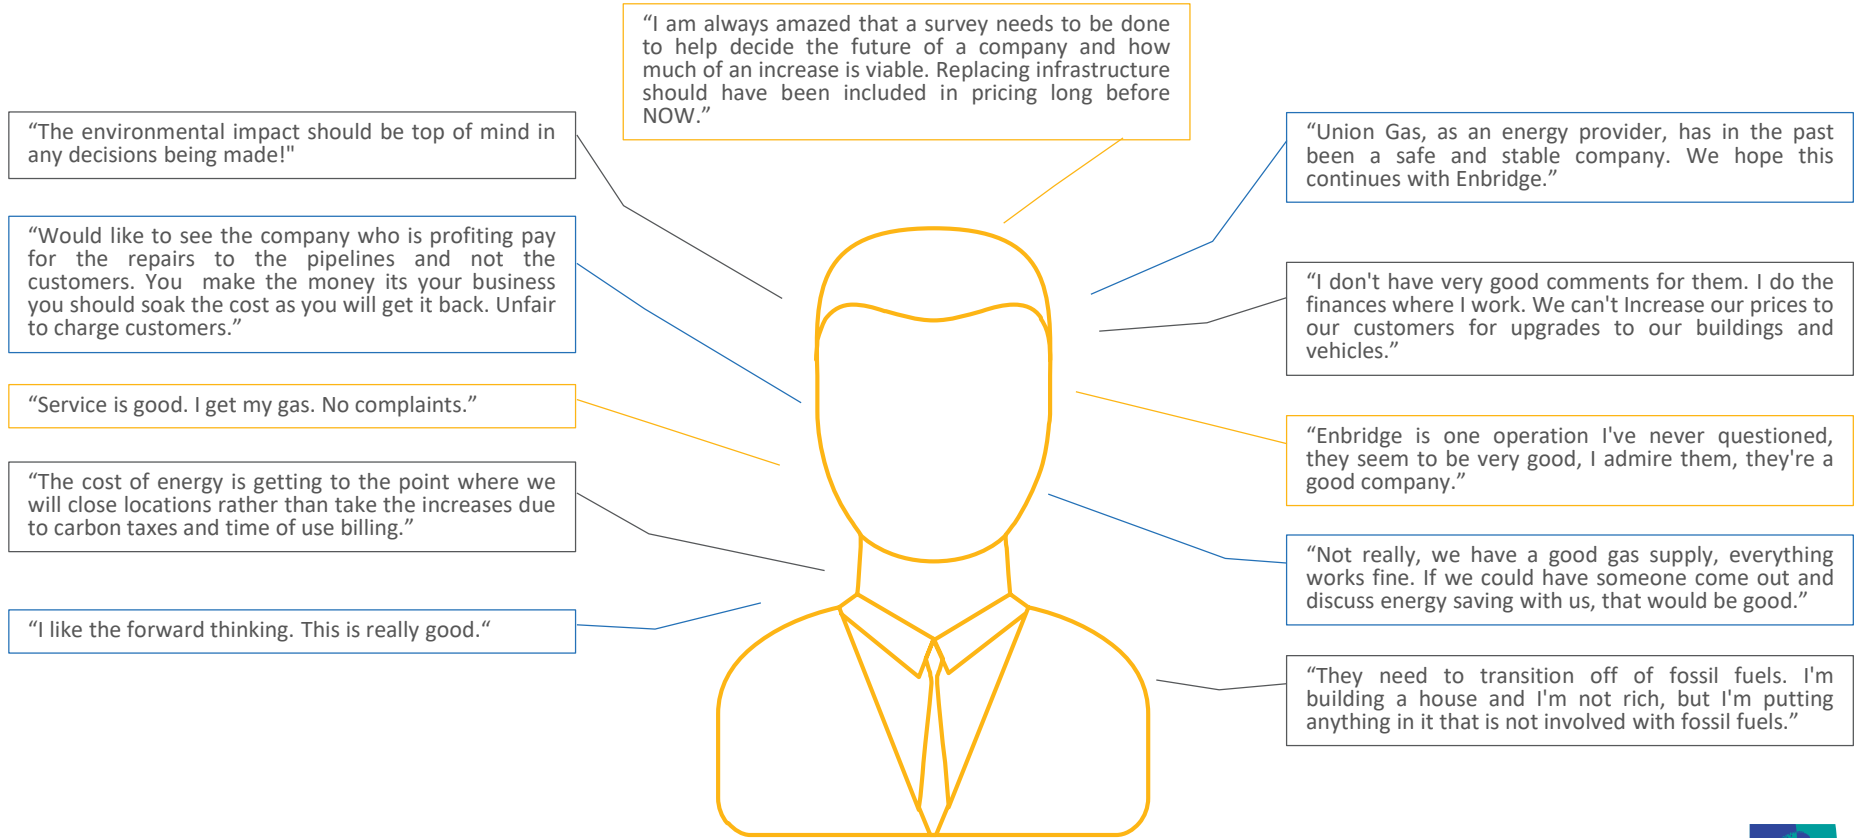 “I am always amazed that a survey needs to be done
to help decide the future of a company and how
much of an increase is viable. Replacing infrastructure
should have been included in pricing long before
NOW.”
“The environmental impact should be top of mind in
any decisions being made!"
“Would like to see the company who is profiting pay
for the repairs to the pipelines and not the
customers. You make the money its your business
you should soak the cost as you will get it back. Unfair
to charge customers.”
“Service is good. I get my gas. No complaints.”
“The cost of energy is getting to the point where we
will close locations rather than take the increases due
to carbon taxes and time of use billing.”
“I like the forward thinking. This is really good.“
“Union Gas, as an energy provider, has in the past
been a safe and stable company. We hope this
continues with Enbridge.”
“I don't have very good comments for them. I do the
finances where I work. We can't Increase our prices to
our customers for upgrades to our buildings and
vehicles.”
“Enbridge is one operation I've never questioned,
they seem to be very good, I admire them, they're a
good company.”
“Not really, we have a good gas supply, everything
works fine. If we could have someone come out and
discuss energy saving with us, that would be good.”
“They need to transition off of fossil fuels. I'm
building a house and I'm not rich, but I'm putting
anything in it that is not involved with fossil fuels.”